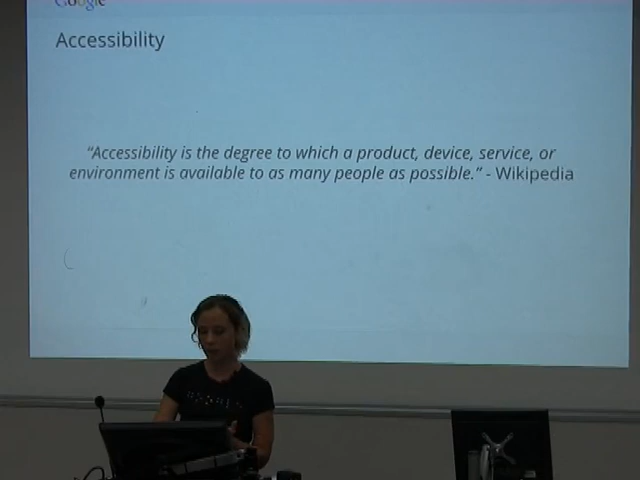 Google
Accessibility
“Accessibility is the degree to which a product, device, service, or
environment is available to as many people as possible.” - Wikipedia